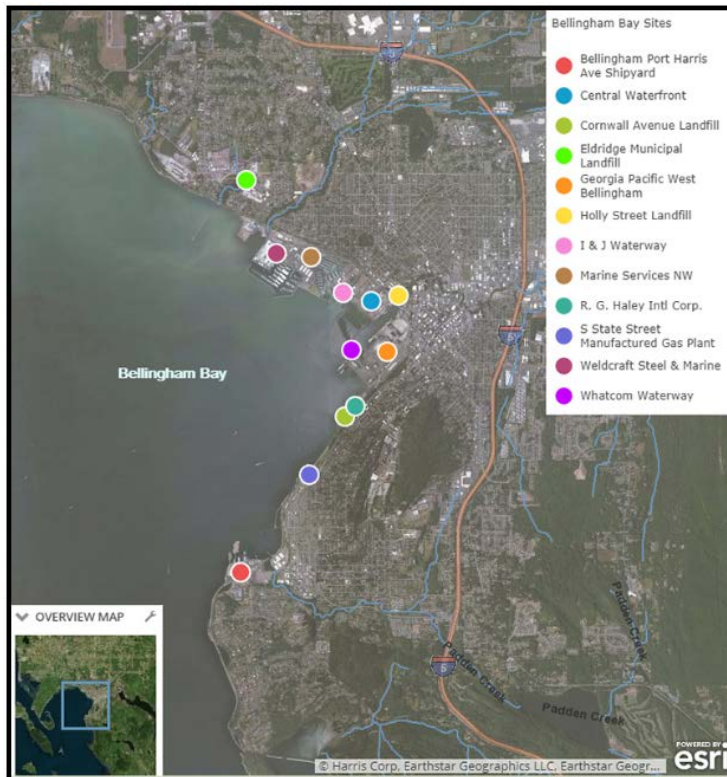 Bellingham Bay Sites
Bellingham Port Harris
Ave Shipyard
Central Waterfront
Cornwall Avenue Landfill
Eldridge Municipal
Landfill
Georgia Pacific West
Bellingham
Holly Street Landfill
I & J Waterway
Marine Services NW
R. G. Haley Intl Corp.
S State Street
Manufactured Gas Plant
Weldcraft Steel & Marine
Whatcom Waterway
Bellingham Bay
OVERVIEW MAP
5
Padden Creek
Padden Creek
Padden Creek
© Harris Corp, Earthstar Geographics LLC, Earthstar Geogr...
POWERED BY
esri